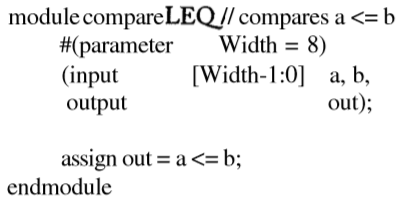 module compareLEQ // compares a <= b
#(parameter Width = 8)
(input [Width-1:0] a, b,
output out);
assign out = a <= b;
endmodule